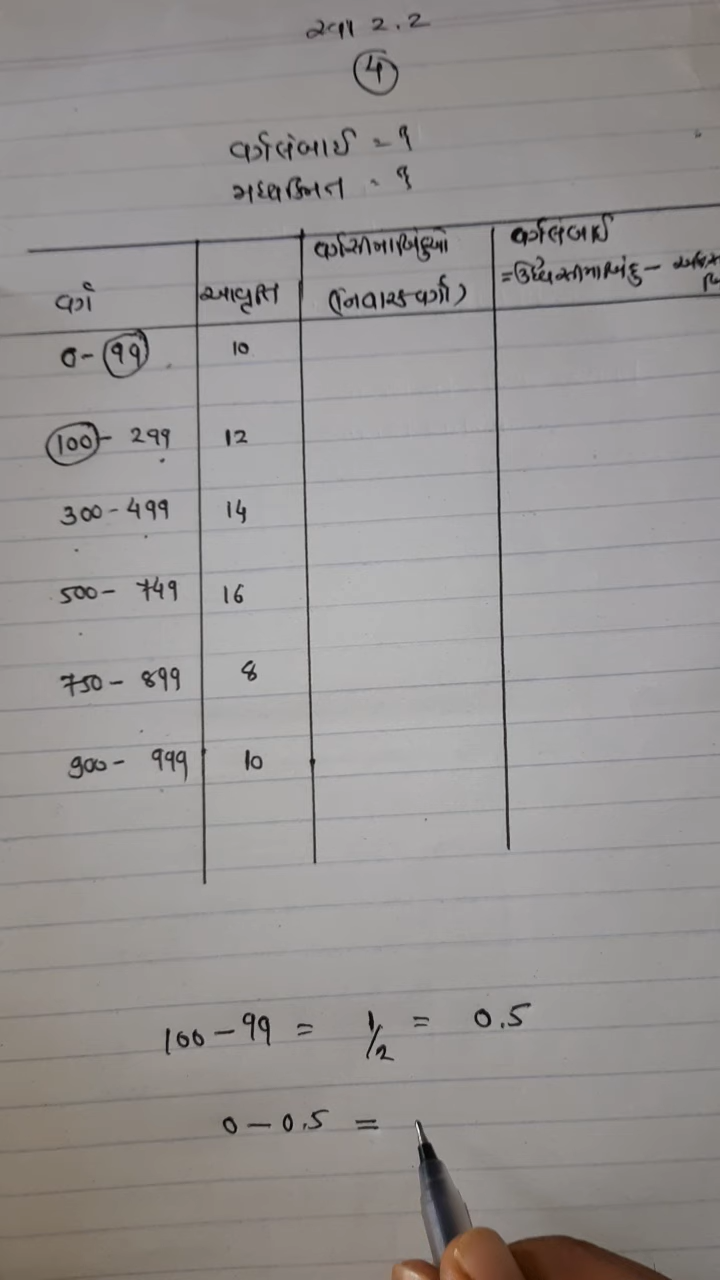 સ્વા 2.2
4
વર્ગલંબાઈ = ?
મધ્યકિંમત = ?
વર્ગ
આવૃત્તિ
વર્ગસીમાબિંદુઓ
(નિવારક વર્ગો)
વર્ગલંબાઈ
=ઉર્ધ્વસીમાબિંદુ -
0 - 99 10
100 - 299 12
300 - 499 14
500 - 749 16
750 - 899 8
900 - 999 10
100 - 99 = 1/2 = 0.5
0 - 0.5 =